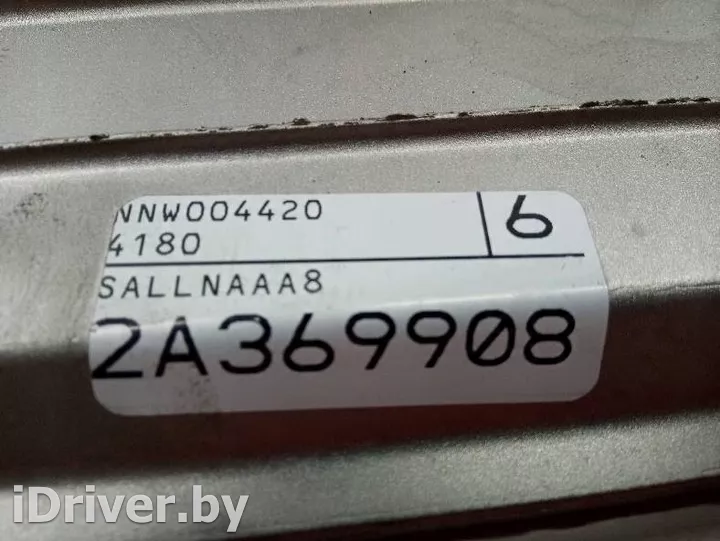 NNW004420
6
4180
SALLNAAA8
2A369908
iDriver.by